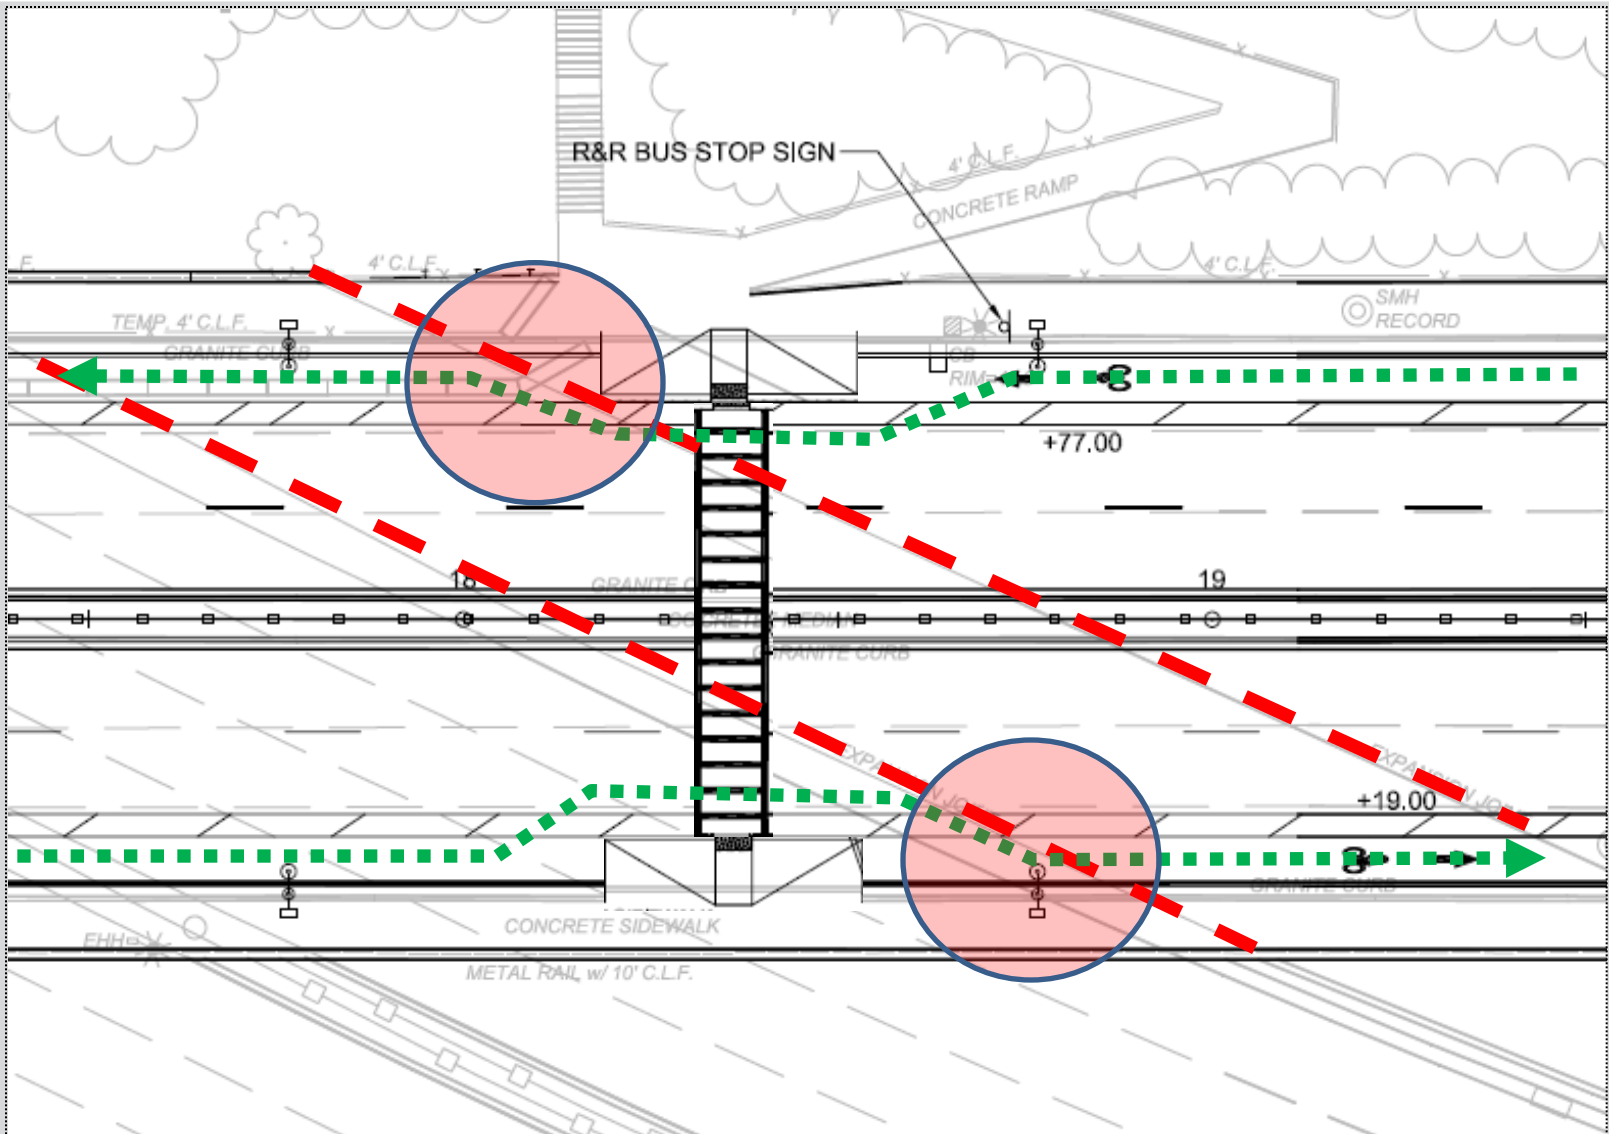 R&R BUS STOP SIGN
4' C.L.F.
CONCRETE RAMP
F.
4' C.L.F.
4' C.L.F.
SMH
RECORD
TEMP. 4' C.L.F.
GRANITE CURB
CB
RIM=
+77.00
18
GRANITE CURB
19
CONCRETE MEDIAN
GRANITE CURB
EXPANSION JOINT
EXPANSION JOINT
+19.00
GRANITE CURB
CONCRETE SIDEWALK
EHH
METAL RAIL w/ 10' C.L.F.